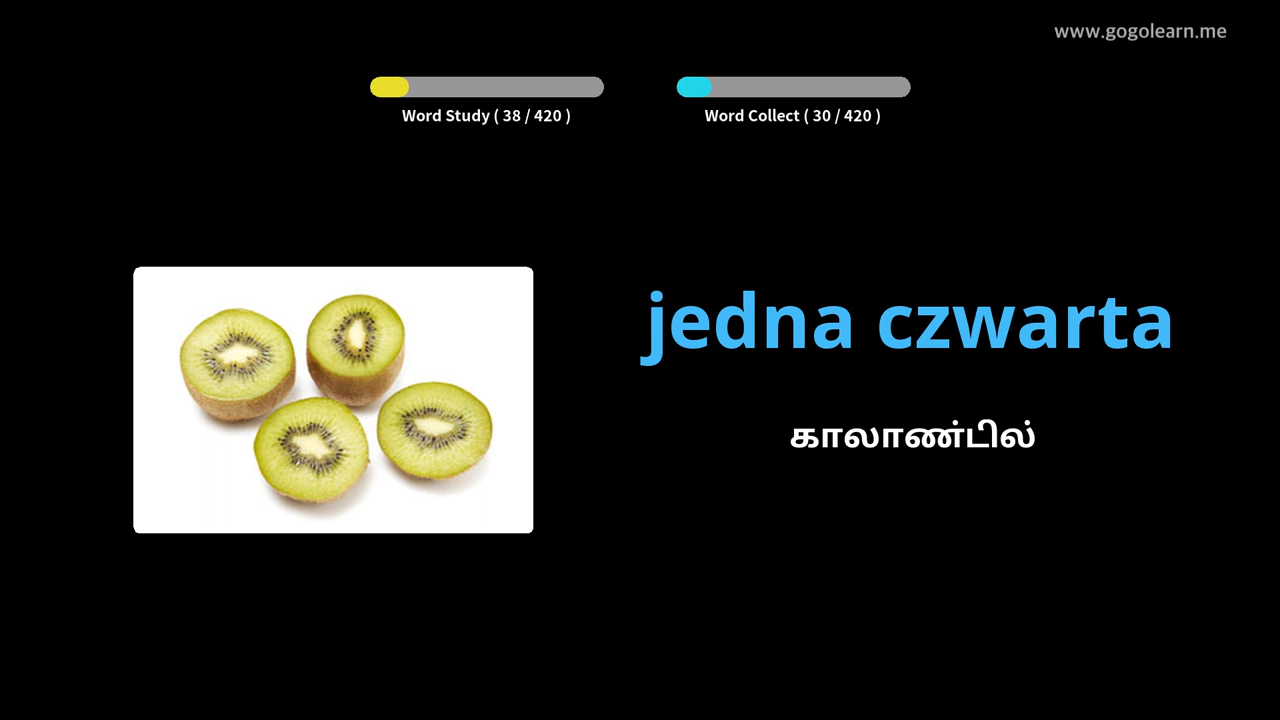 www.gogolearn.me
Word Study ( 38 / 420 )
Word Collect ( 30 / 420 )
jedna czwarta
காலாண்டில்